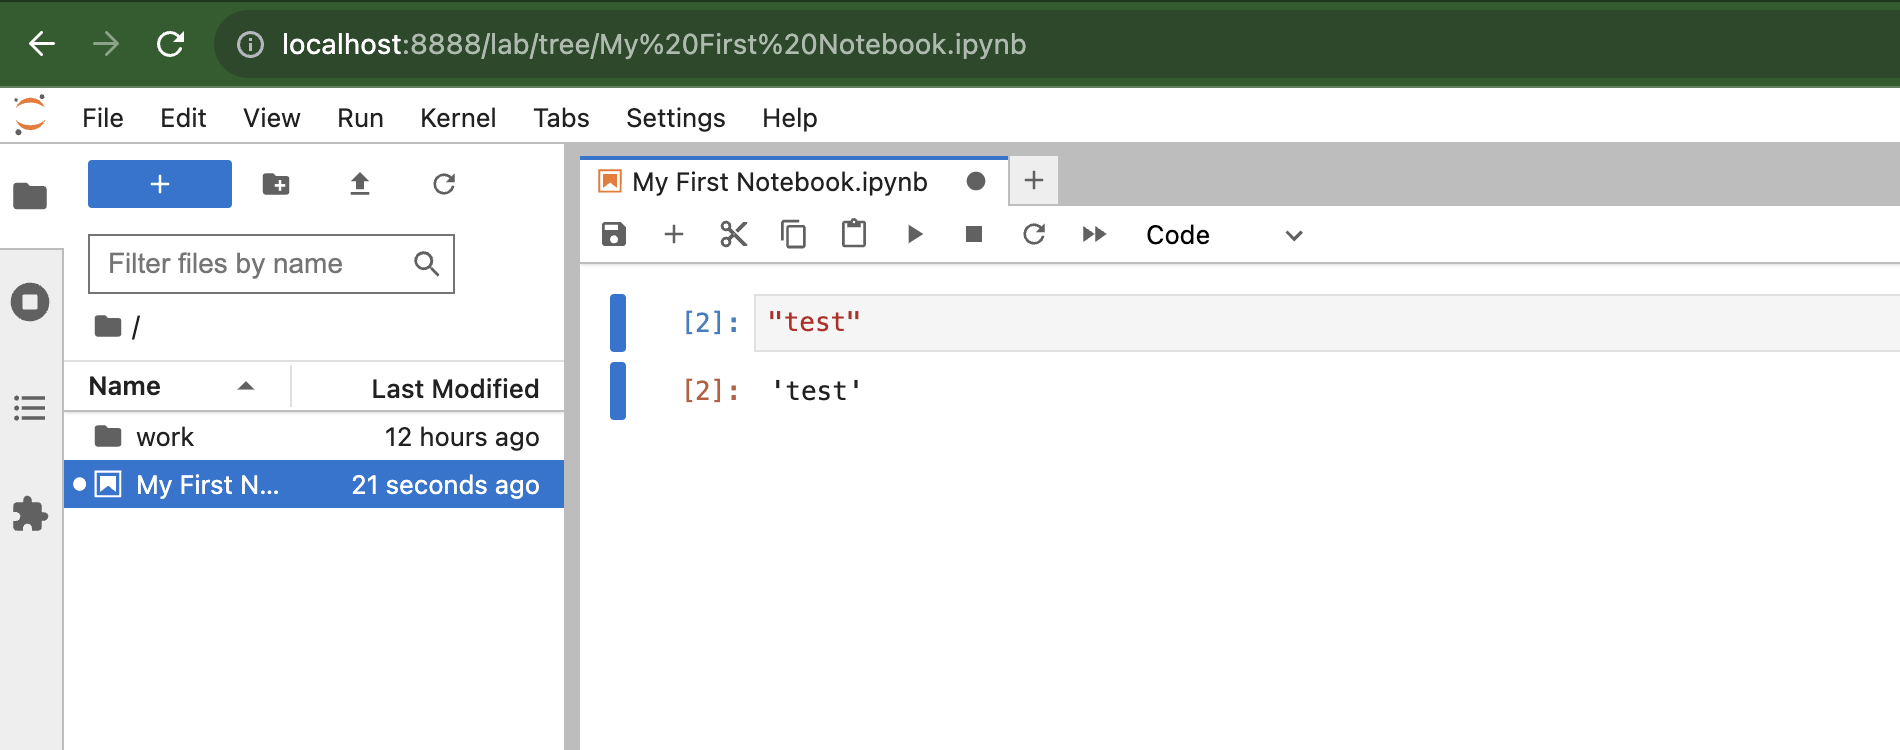 localhost:8888/lab/tree/My%20First%20Notebook.ipynb
File Edit View Run Kernel Tabs Settings Help
My First Notebook.ipynb
Code
Filter files by name
/
Name Last Modified
work 12 hours ago
My First N... 21 seconds ago
[2]: "test"
[2]: 'test'